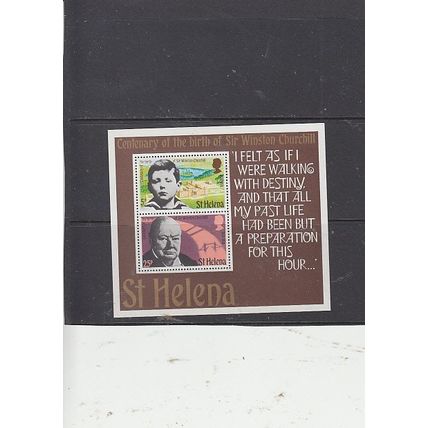 Centenary of the birth of Sir Winston Churchill
"I FELT AS IF I
WERE WALKING
WITH DESTINY,
AND THAT ALL
MY PAST LIFE
HAD BEEN BUT
A PREPARATION
FOR THIS
HOUR..."
St Helena
25p
St Helena
St Helena